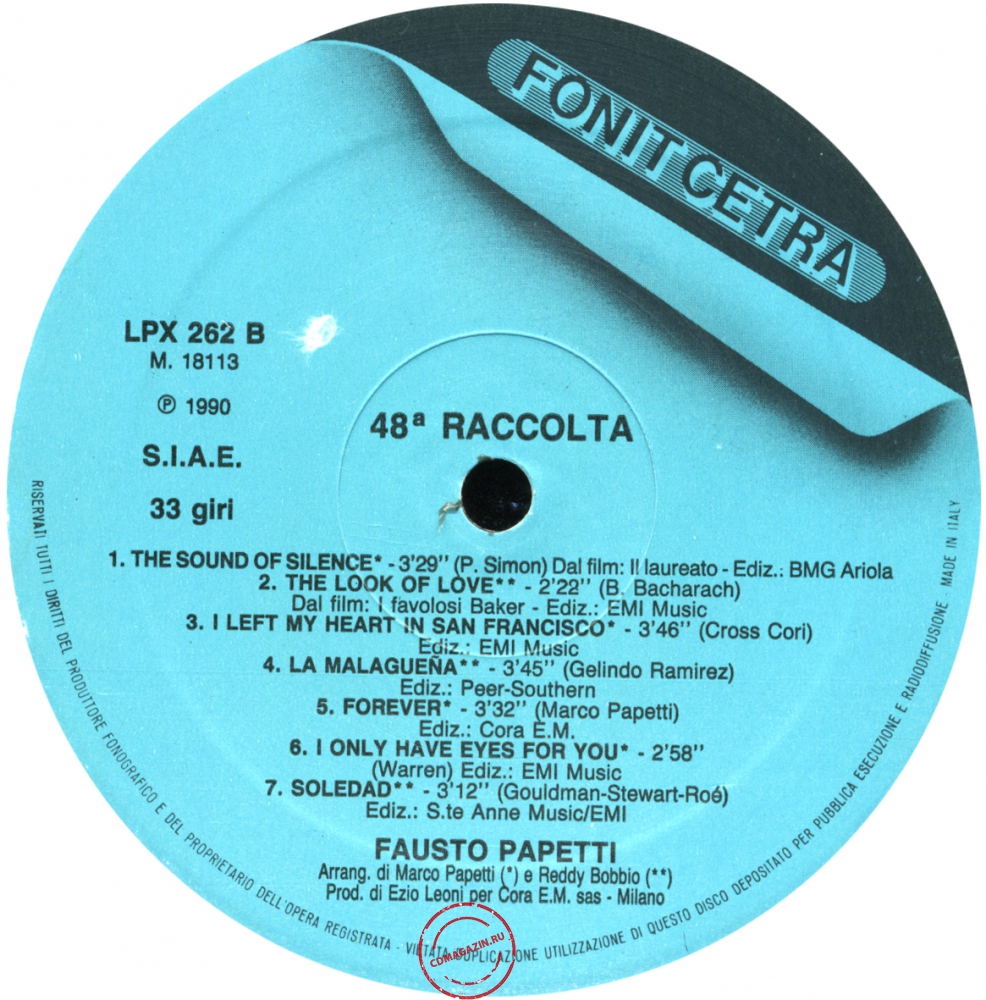 FONIT CETRA
LPX 262 B
M. 18113
℗ 1990
S.I.A.E.
33 giri
48ª RACCOLTA
1. THE SOUND OF SILENCE* - 3'29'' (P. Simon) Dal film: Il laureato - Ediz.: BMG Ariola
2. THE LOOK OF LOVE** - 2'22'' (B. Bacharach)
Dal film: I favolosi Baker - Ediz.: EMI Music
3. I LEFT MY HEART IN SAN FRANCISCO* - 3'46'' (Cross Cori)
Ediz.: EMI Music
4. LA MALAGUEÑA** - 3'45'' (Gelindo Ramirez)
Ediz.: Peer-Southern
5. FOREVER* - 3'32'' (Marco Papetti)
Ediz.: Cora E.M.
6. I ONLY HAVE EYES FOR YOU* - 2'58''
(Warren) Ediz.: EMI Music
7. SOLEDAD** - 3'12'' (Gouldman-Stewart-Roé)
Ediz.: S.te Anne Music/EMI
FAUSTO PAPETTI
Arrang. di Marco Papetti (*) e Reddy Bobbio (**)
Prod. di Ezio Leoni per Cora E.M. sas - Milano
RISERVATI TUTTI I DIRITTI DEL PRODUTTORE FONOGRAFICO E DEL PROPRIETARIO DELL'OPERA REGISTRATA - VIETATA DUPLICAZIONE UTILIZZAZIONE DI QUESTO DISCO DEPOSITATO PER PUBBLICA ESECUZIONE E RADIODIFFUSIONE - MADE IN ITALY
CDMAGAZIN.RU